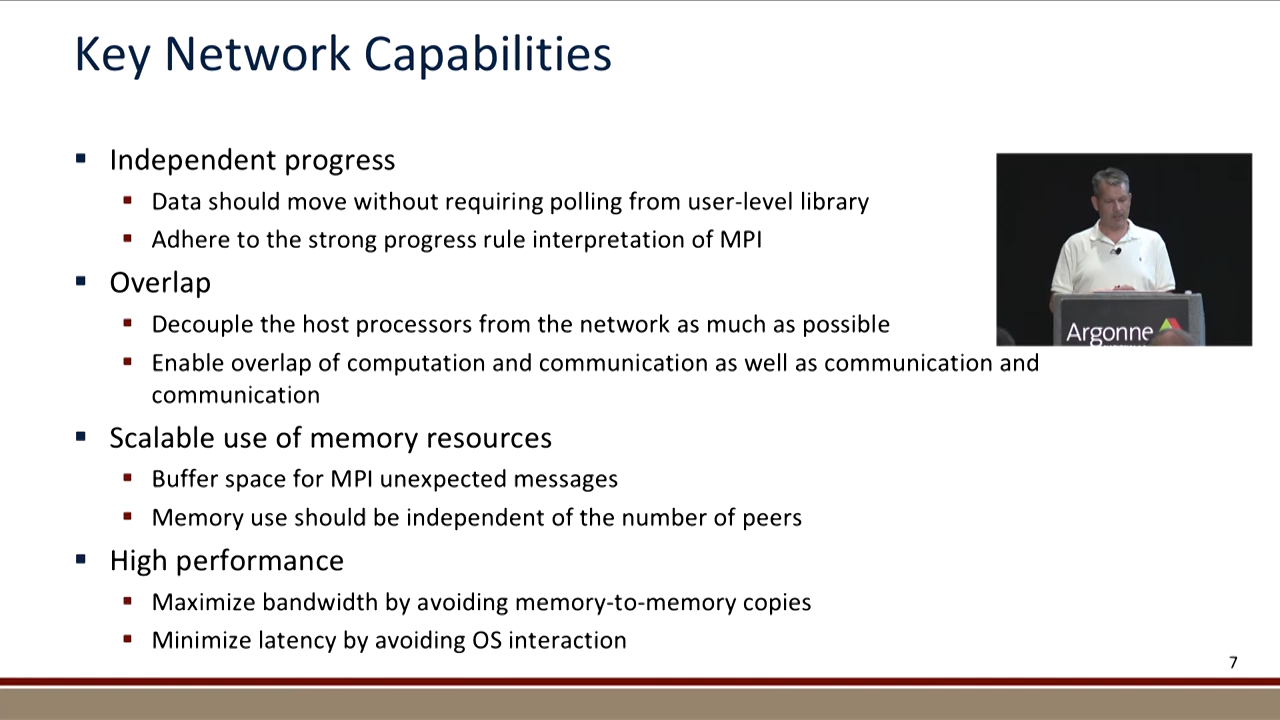 Key Network Capabilities
Independent progress
Data should move without requiring polling from user-level library
Adhere to the strong progress rule interpretation of MPI
Overlap
Decouple the host processors from the network as much as possible
Enable overlap of computation and communication as well as communication and
communication
Scalable use of memory resources
Buffer space for MPI unexpected messages
Memory use should be independent of the number of peers
High performance
Maximize bandwidth by avoiding memory-to-memory copies
Minimize latency by avoiding OS interaction
Argonne
7